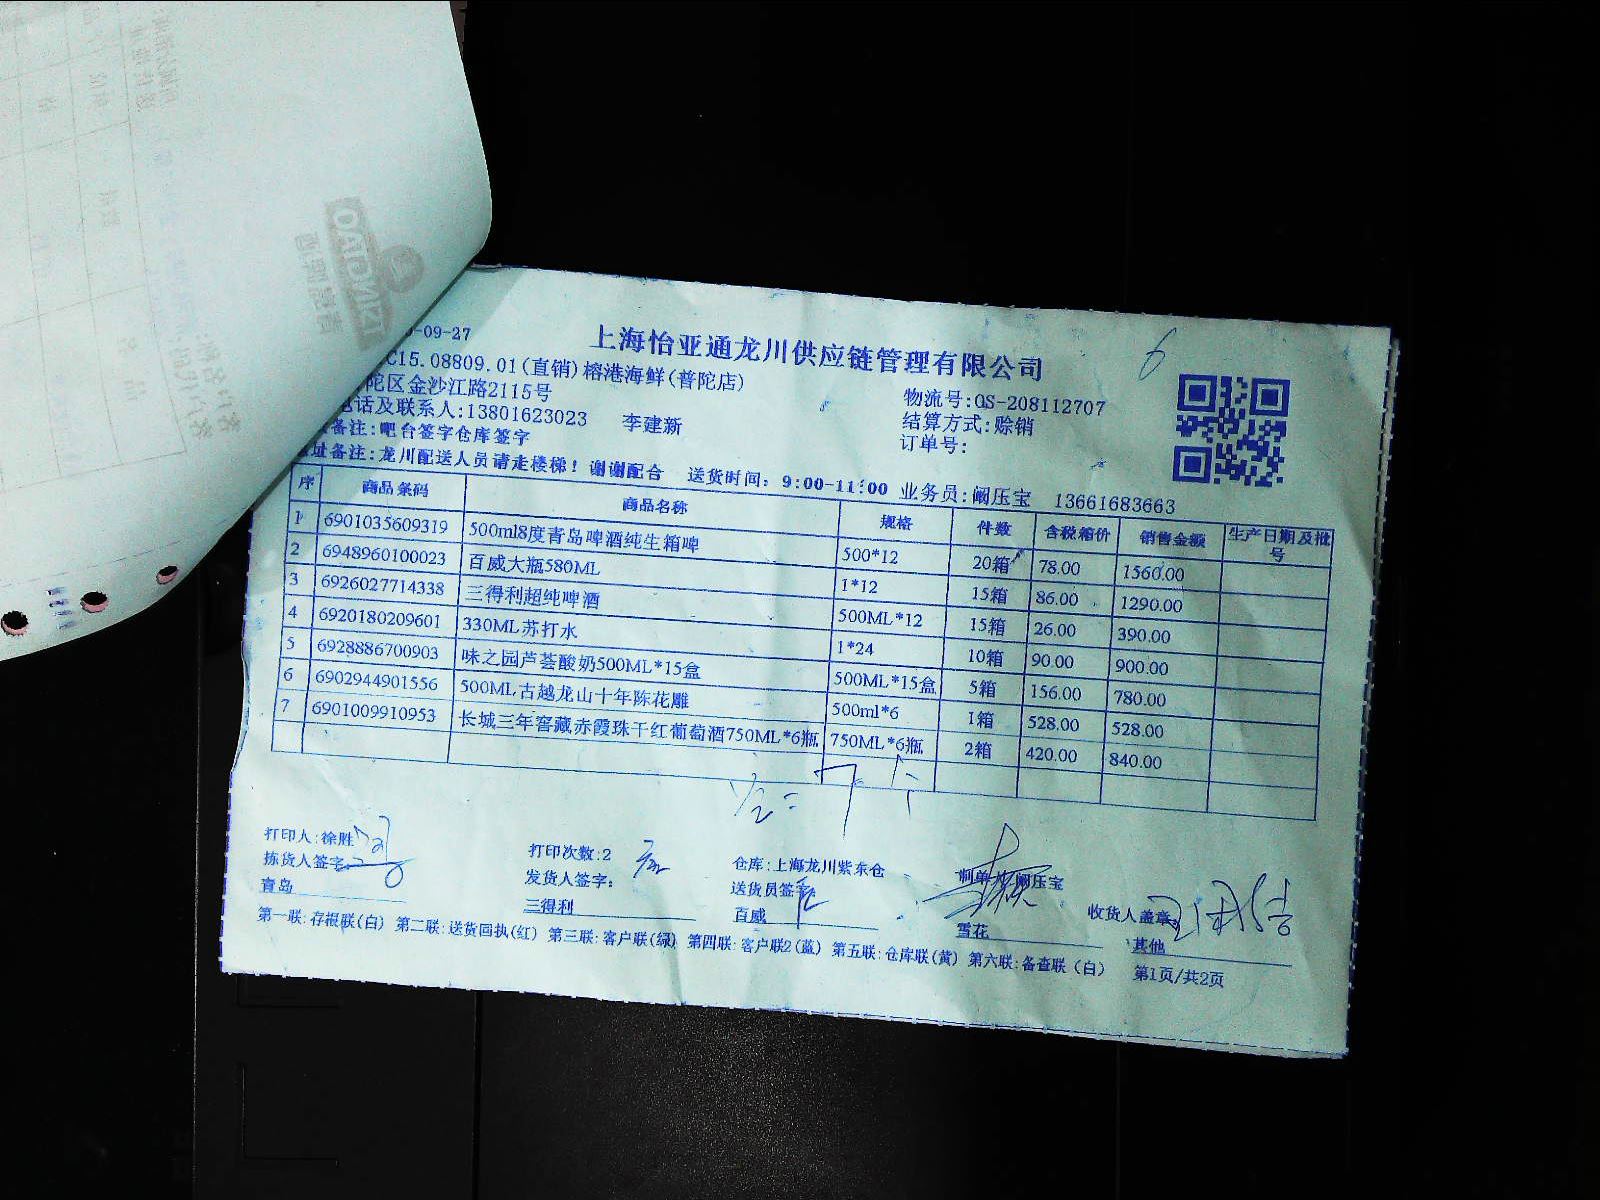 -09-27
上海怡亚通龙川供应链管理有限公司
6
C15.08809.01(直销)榕港海鲜(普陀店)
陀区金沙江路2115号
物流号:QS-208112707
电话及联系人:13801623023 李建新
结算方式:赊销
备注:吧台签字仓库签字
订单号:
址备注:龙川配送人员请走楼梯!谢谢配合 送货时间:9:00-11:00 业务员:阚压宝 13661683663
序 商品条码 商品名称 规格 件数 含税箱价 销售金额 生产日期及批号
1 6901035609319 500ml8度青岛啤酒纯生箱啤 500*12 20箱 78.00 1560.00
2 6948960100023 百威大瓶580ML 1*12 15箱 86.00 1290.00
3 6926027714338 三得利超纯啤酒 500ML*12 15箱 26.00 390.00
4 6920180209601 330ML苏打水 1*24 10箱 90.00 900.00
5 6928886700903 味之园芦荟酸奶500ML*15盒 500ML*15盒 5箱 156.00 780.00
6 6902944901556 500ML古越龙山十年陈花雕 500ml*6 1箱 528.00 528.00
7 6901009910953 长城三年窖藏赤霞珠干红葡萄酒750ML*6瓶 750ML*6瓶 2箱 420.00 840.00
打印人:徐胜 打印次数:2 仓库:上海龙川紫东仓 制单人:阚压宝
拣货人签字: 发货人签字: 送货员签字 收货人盖章:
青岛 三得利 百威 雪花 其他
第一联:存根联(白) 第二联:送货回执(红) 第三联:客户联(绿) 第四联:客户联2(蓝) 第五联:仓库联(黄) 第六联:备查联(白) 第1页/共2页